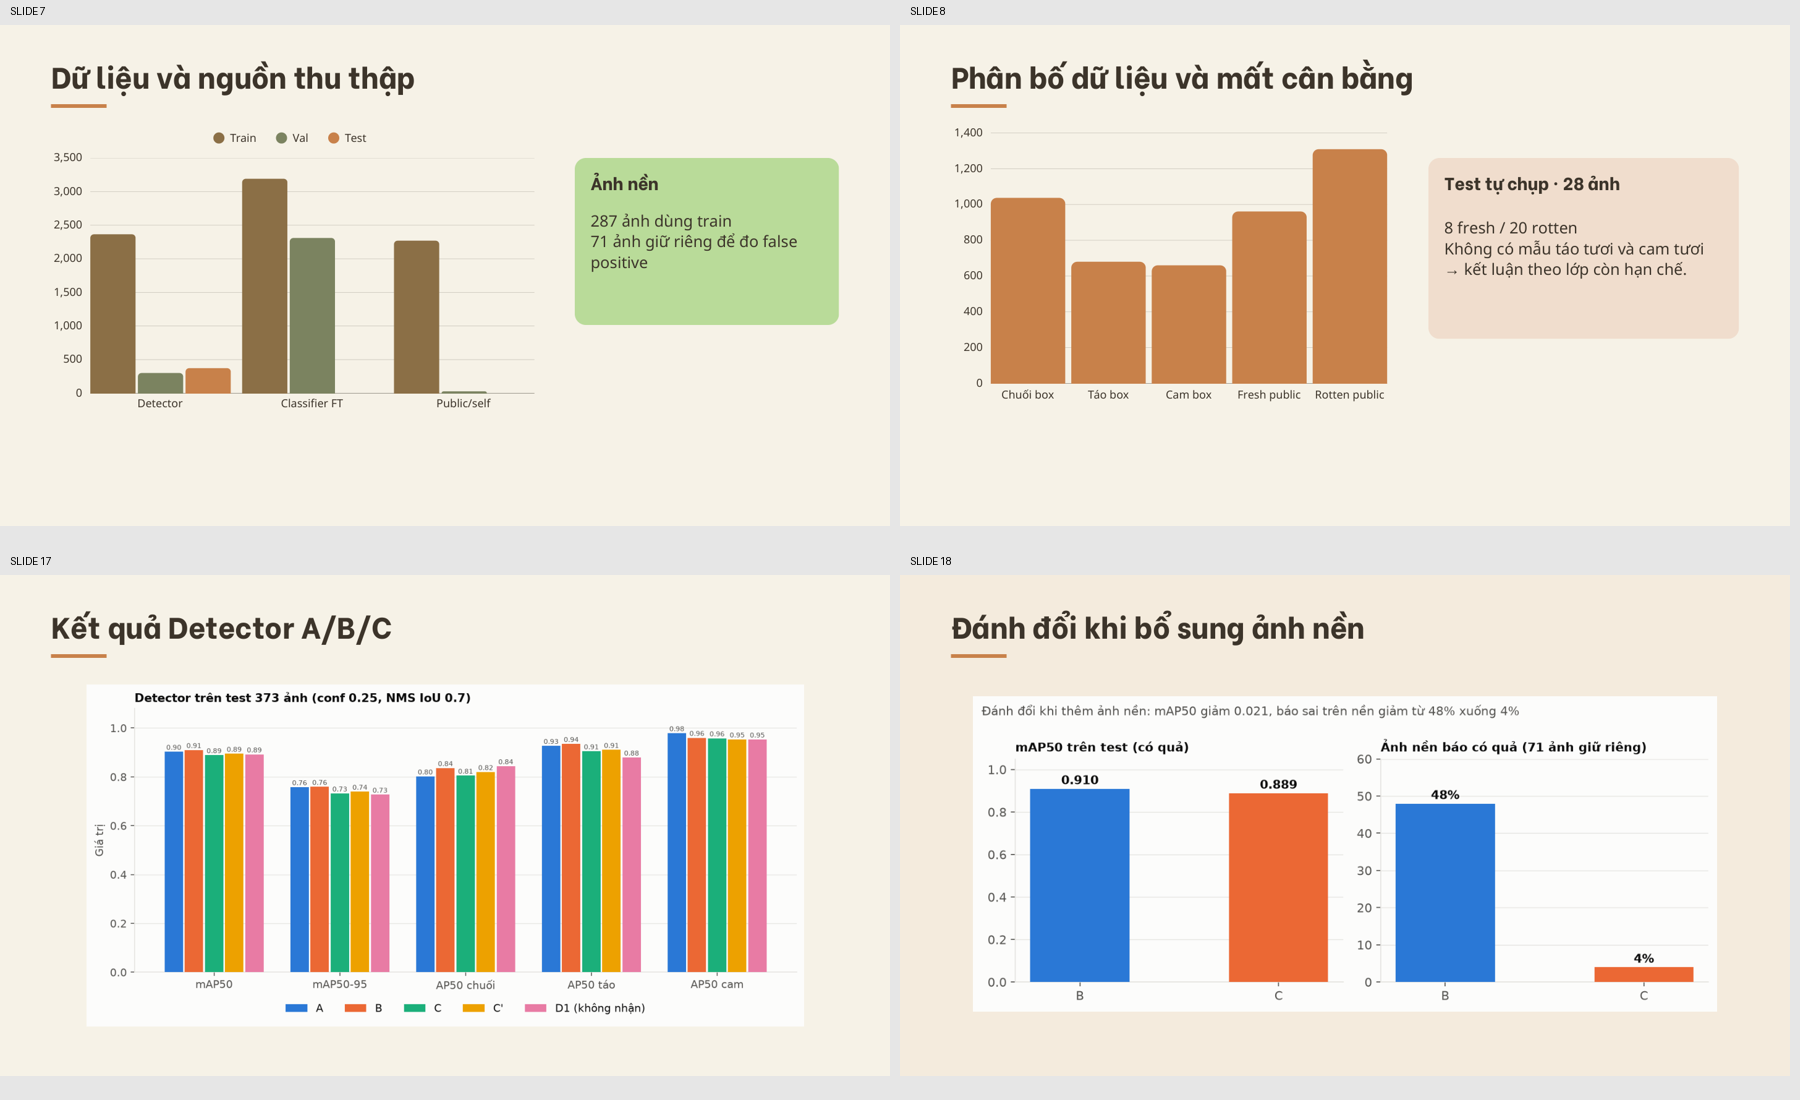 SLIDE 7
Dữ liệu và nguồn thu thập
Train Val Test
3,500
3,000
2,500
2,000
1,500
1,000
500
0
Detector Classifier FT Public/self
Ảnh nền
287 ảnh dùng train
71 ảnh giữ riêng để đo false
positive
SLIDE 8
Phân bố dữ liệu và mất cân bằng
1,400
1,200
1,000
800
600
400
200
0
Chuối box Táo box Cam box Fresh public Rotten public
Test tự chụp · 28 ảnh
8 fresh / 20 rotten
Không có mẫu táo tươi và cam tươi
→ kết luận theo lớp còn hạn chế.
SLIDE 17
Kết quả Detector A/B/C
Detector trên test 373 ảnh (conf 0.25, NMS IoU 0.7)
Giá trị
1.0
0.8
0.6
0.4
0.2
0.0
0.90 0.91 0.89 0.89 0.89
0.76 0.76 0.73 0.74 0.73
0.80 0.84 0.81 0.82 0.84
0.93 0.94 0.91 0.91 0.88
0.98 0.96 0.96 0.95 0.95
mAP50 mAP50-95 AP50 chuối AP50 táo AP50 cam
A B C C' D1 (không nhận)
SLIDE 18
Đánh đổi khi bổ sung ảnh nền
Đánh đổi khi thêm ảnh nền: mAP50 giảm 0.021, báo sai trên nền giảm từ 48% xuống 4%
mAP50 trên test (có quả)
1.0
0.8
0.6
0.4
0.2
0.0
0.910 0.889
B C
Ảnh nền báo có quả (71 ảnh giữ riêng)
60
50
40
30
20
10
0
48% 4%
B C